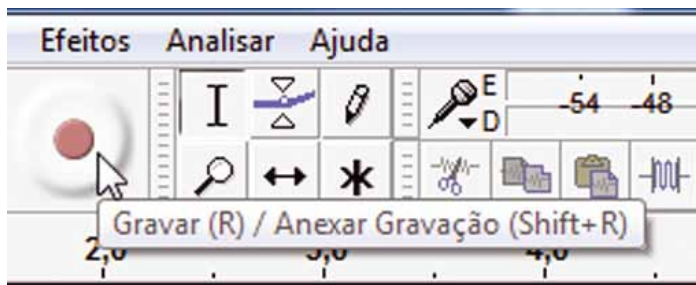 Efeitos Analisar Ajuda
E
D
-54 -48
Gravar (R) / Anexar Gravação (Shift+R)
2,0 3,0 4,0